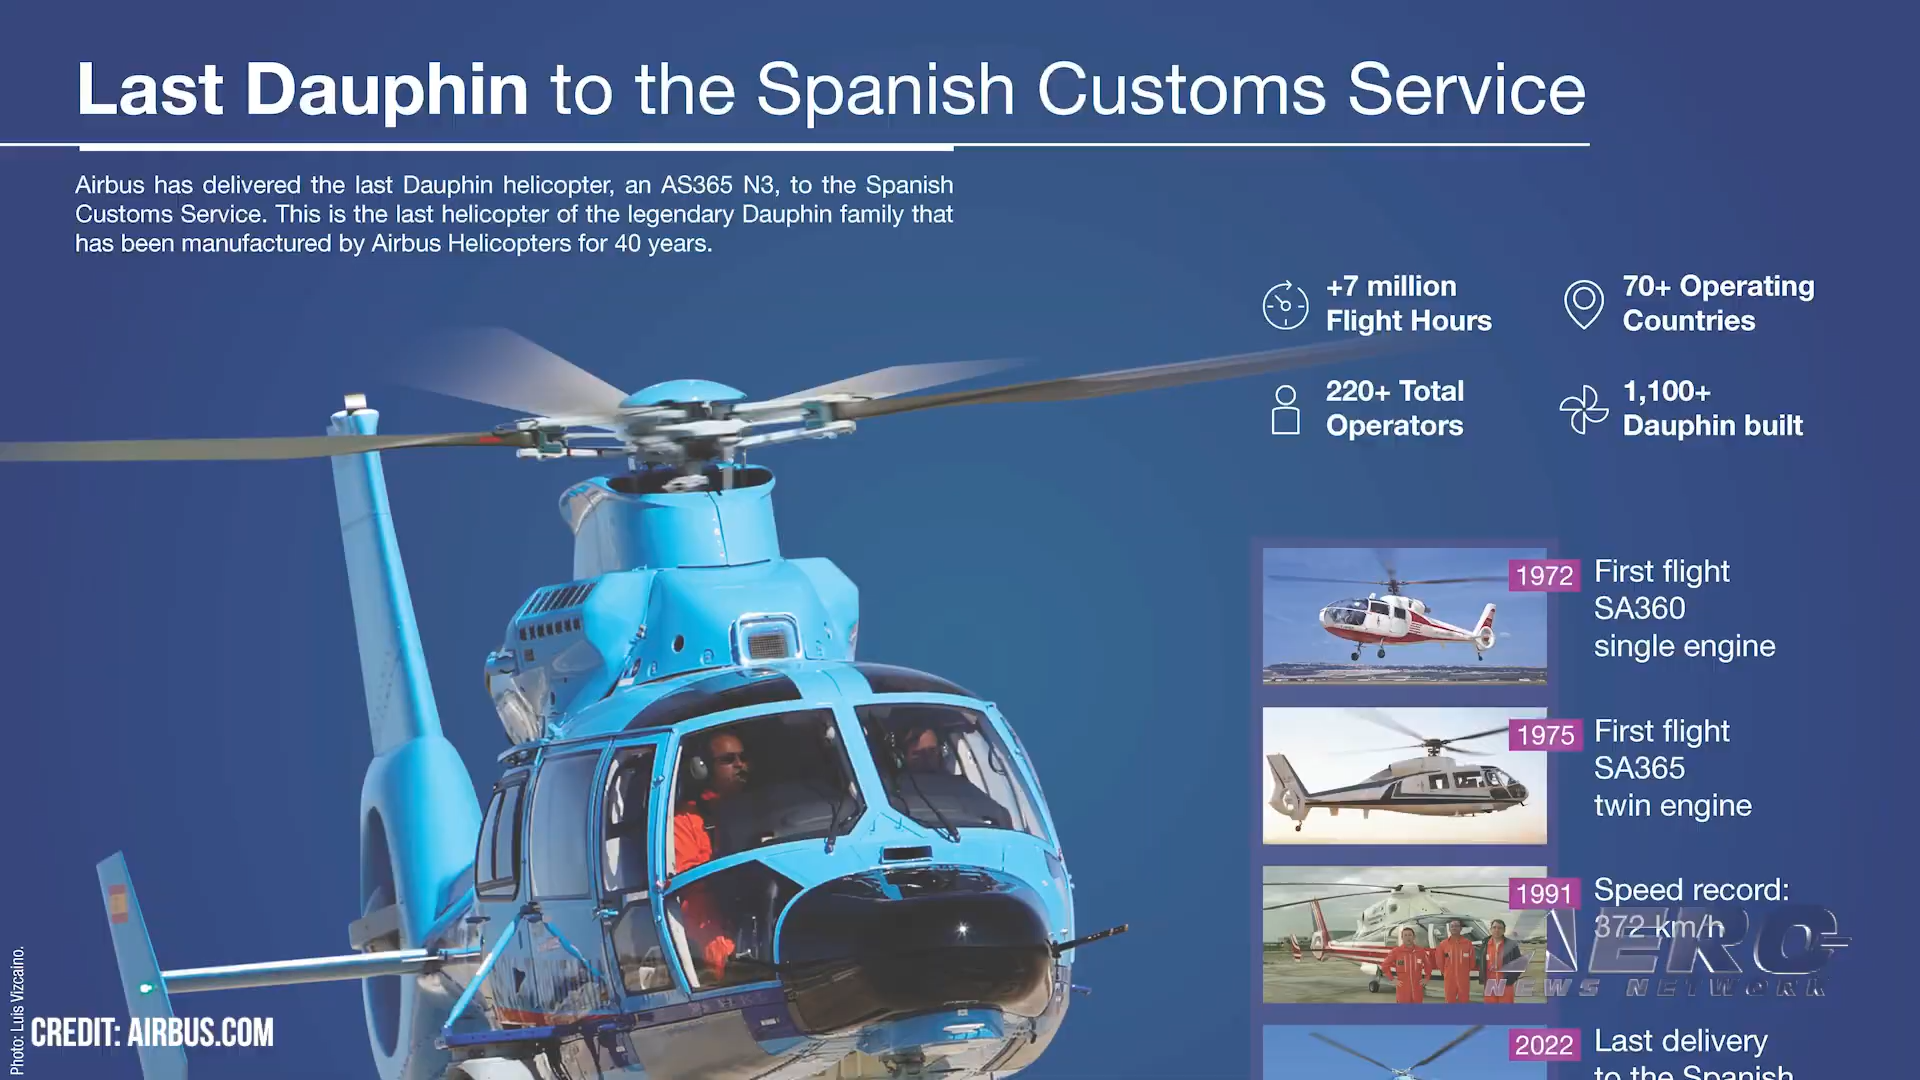 Last Dauphin to the Spanish Customs Service
Airbus has delivered the last Dauphin helicopter, an AS365 N3, to the Spanish
Customs Service. This is the last helicopter of the legendary Dauphin family that
has been manufactured by Airbus Helicopters for 40 years.
+7 million
Flight Hours
70+ Operating
Countries
220+ Total
Operators
1,100+
Dauphin built
1972
First flight
SA360
single engine
1975
First flight
SA365
twin engine
1991
Speed record:
372 km/h
AERO
NEWS NETWORK
2022
Last delivery
to the Spanish
Photo: Luis Vizcaino.
CREDIT: AIRBUS.COM